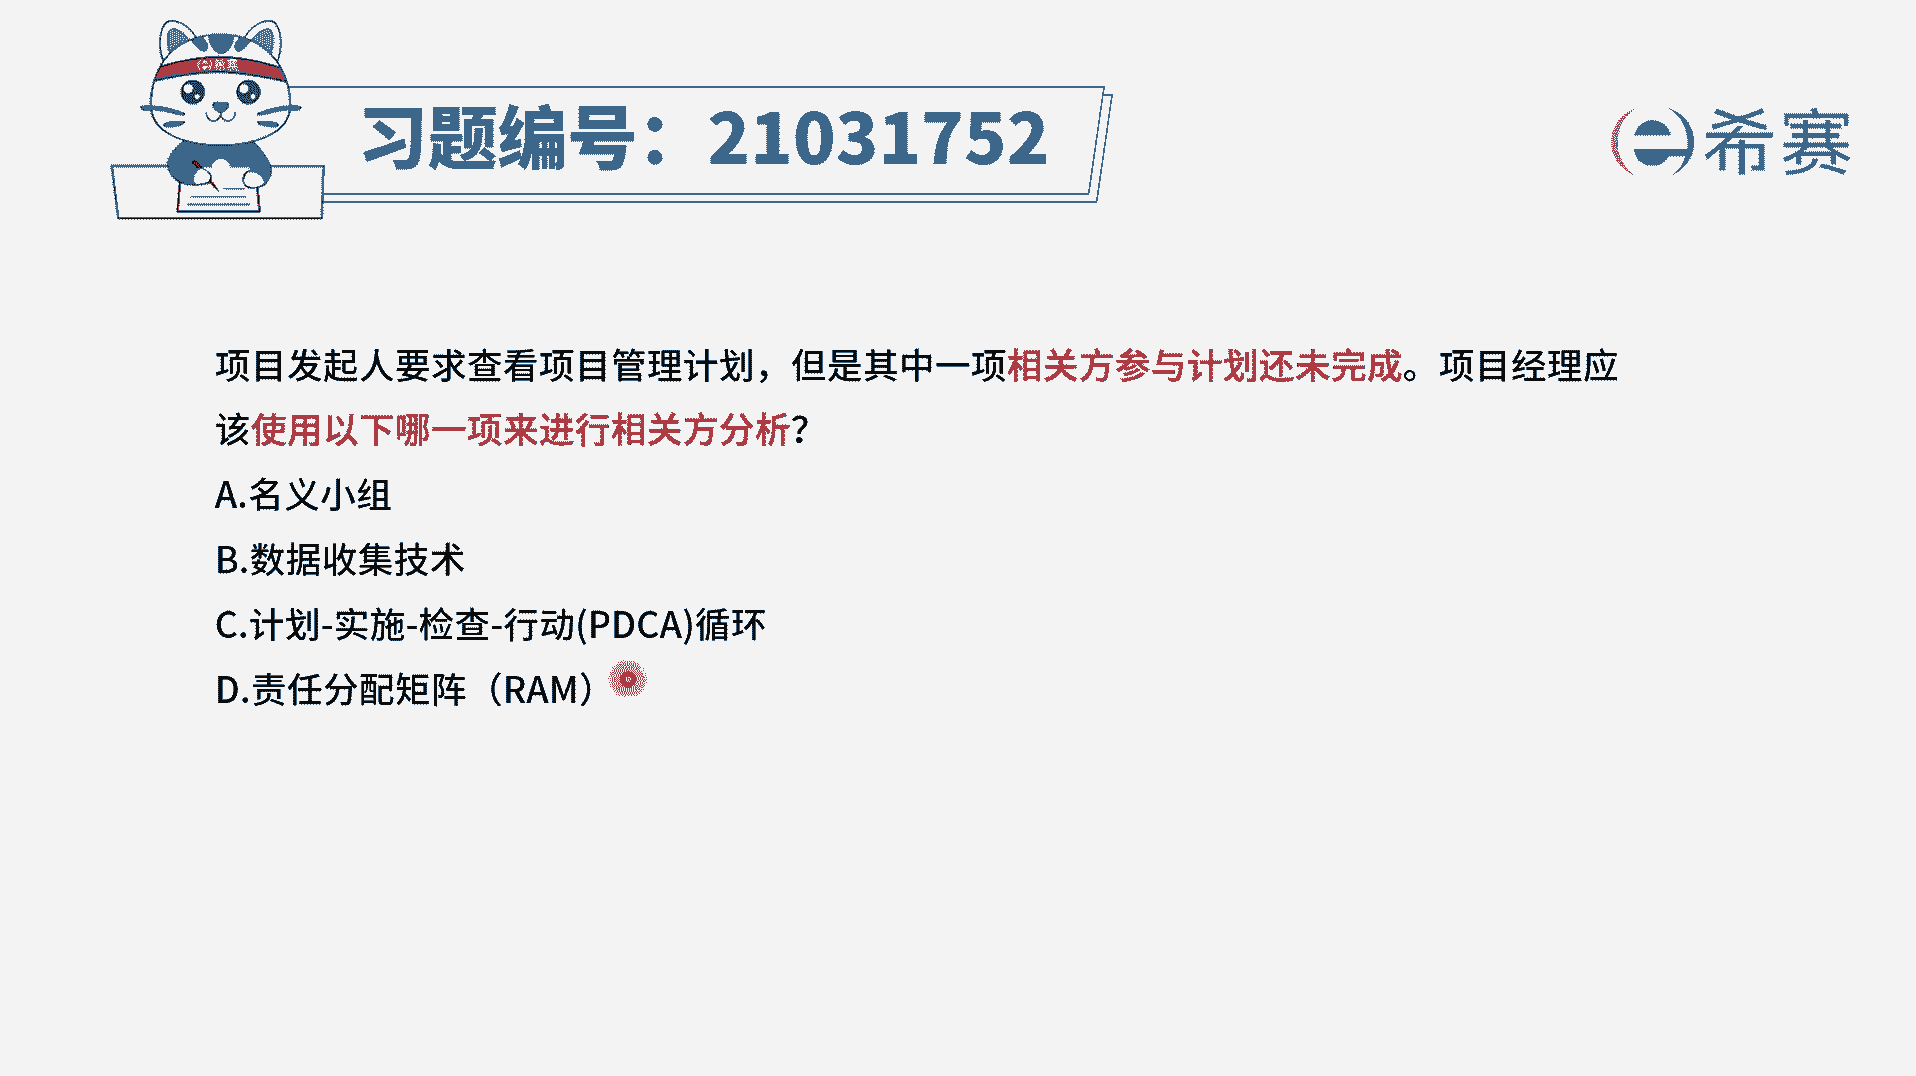 习题编号：21031752
希赛
项目发起人要求查看项目管理计划，但是其中一项相关方参与计划还未完成。项目经理应
该使用以下哪一项来进行相关方分析？
A.名义小组
B.数据收集技术
C.计划-实施-检查-行动(PDCA)循环
D.责任分配矩阵（RAM）